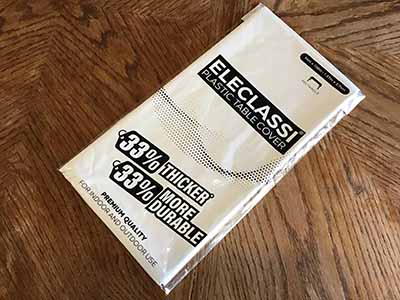 ELECLASSI
PLASTIC TABLE COVER
33% THICKER*
33% MORE
DURABLE
PREMIUM QUALITY
FOR INDOOR AND OUTDOOR USE